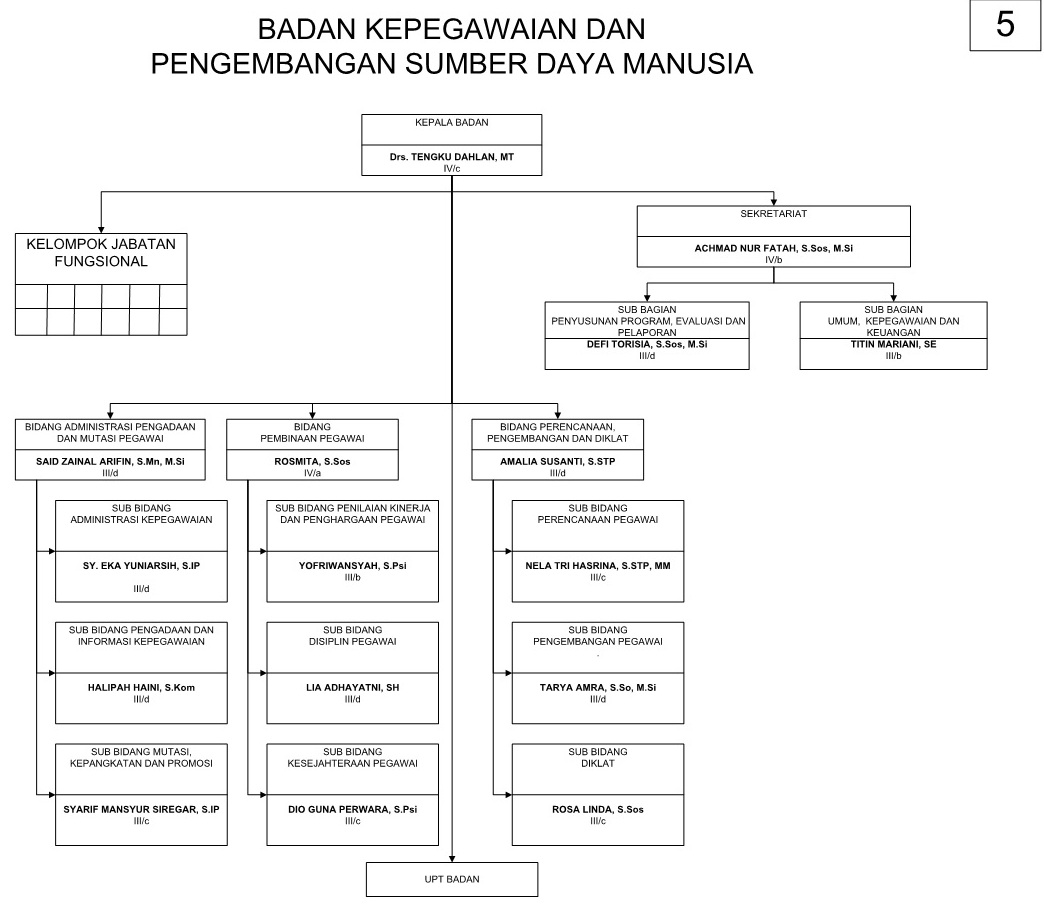 BADAN KEPEGAWAIAN DAN
PENGEMBANGAN SUMBER DAYA MANUSIA
5
KEPALA BADAN
Drs. TENGKU DAHLAN, MT
IV/c
KELOMPOK JABATAN
FUNGSIONAL
SEKRETARIAT
ACHMAD NUR FATAH, S.Sos, M.Si
IV/b
SUB BAGIAN
PENYUSUNAN PROGRAM, EVALUASI DAN
PELAPORAN
DEFI TORISIA, S.Sos, M.Si
III/d
SUB BAGIAN
UMUM, KEPEGAWAIAN DAN
KEUANGAN
TITIN MARIANI, SE
III/b
BIDANG ADMINISTRASI PENGADAAN
DAN MUTASI PEGAWAI
SAID ZAINAL ARIFIN, S.Mn, M.Si
III/d
BIDANG
PEMBINAAN PEGAWAI
ROSMITA, S.Sos
IV/a
BIDANG PERENCANAAN,
PENGEMBANGAN DAN DIKLAT
AMALIA SUSANTI, S.STP
III/d
SUB BIDANG
ADMINISTRASI KEPEGAWAIAN
SY. EKA YUNIARSIH, S.IP
III/d
SUB BIDANG PENILAIAN KINERJA
DAN PENGHARGAAN PEGAWAI
YOFRIWANSYAH, S.Psi
III/b
SUB BIDANG
PERENCANAAN PEGAWAI
NELA TRI HASRINA, S.STP, MM
III/c
SUB BIDANG PENGADAAN DAN
INFORMASI KEPEGAWAIAN
HALIPAH HAINI, S.Kom
III/d
SUB BIDANG
DISIPLIN PEGAWAI
LIA ADHAYATNI, SH
III/d
SUB BIDANG
PENGEMBANGAN PEGAWAI
.
TARYA AMRA, S.So, M.Si
III/d
SUB BIDANG MUTASI,
KEPANGKATAN DAN PROMOSI
SYARIF MANSYUR SIREGAR, S.IP
III/c
SUB BIDANG
KESEJAHTERAAN PEGAWAI
DIO GUNA PERWARA, S.Psi
III/c
SUB BIDANG
DIKLAT
ROSA LINDA, S.Sos
III/c
UPT BADAN